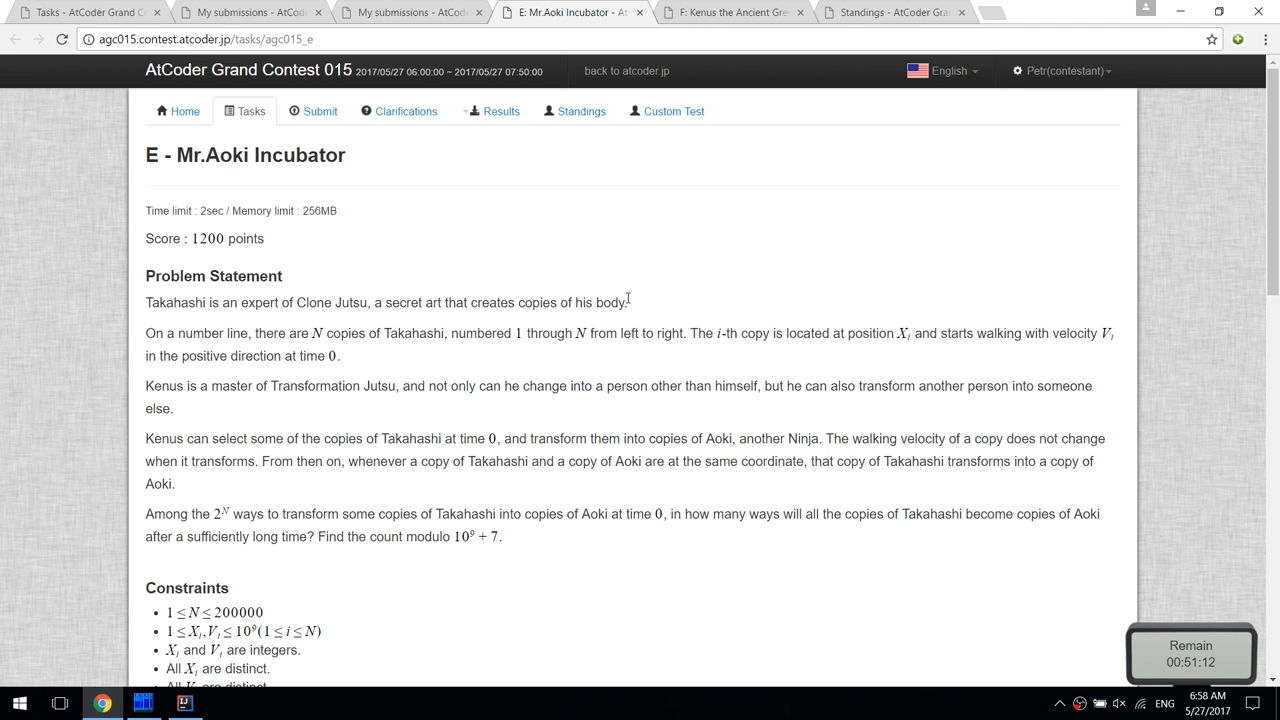 Tasks - AtCoder Grand C
My submissions - AtCod
My submissions - AtCod
E: Mr.Aoki Incubator - At
F: Kenus the Ancient Gre
Standings - AtCoder Gra
agc015.contest.atcoder.jp/tasks/agc015_e
AtCoder Grand Contest 015 2017/05/27 06:00:00 ~ 2017/05/27 07:50:00 back to atcoder.jp English Petr(contestant)
Home Tasks Submit Clarifications Results Standings Custom Test
E - Mr.Aoki Incubator
Time limit : 2sec / Memory limit : 256MB
Score : 1200 points
Problem Statement
Takahashi is an expert of Clone Jutsu, a secret art that creates copies of his body.
On a number line, there are N copies of Takahashi, numbered 1 through N from left to right. The i-th copy is located at position Xi and starts walking with velocity Vi
in the positive direction at time 0.
Kenus is a master of Transformation Jutsu, and not only can he change into a person other than himself, but he can also transform another person into someone
else.
Kenus can select some of the copies of Takahashi at time 0, and transform them into copies of Aoki, another Ninja. The walking velocity of a copy does not change
when it transforms. From then on, whenever a copy of Takahashi and a copy of Aoki are at the same coordinate, that copy of Takahashi transforms into a copy of
Aoki.
Among the 2^N ways to transform some copies of Takahashi into copies of Aoki at time 0, in how many ways will all the copies of Takahashi become copies of Aoki
after a sufficiently long time? Find the count modulo 10^9 + 7.
Constraints
1 ≤ N ≤ 200000
1 ≤ Xi, Vi ≤ 10^9(1 ≤ i ≤ N)
Xi and Vi are integers.
All Xi are distinct.
All Vi are distinct
Remain
00:51:12
ENG
6:58 AM
5/27/2017